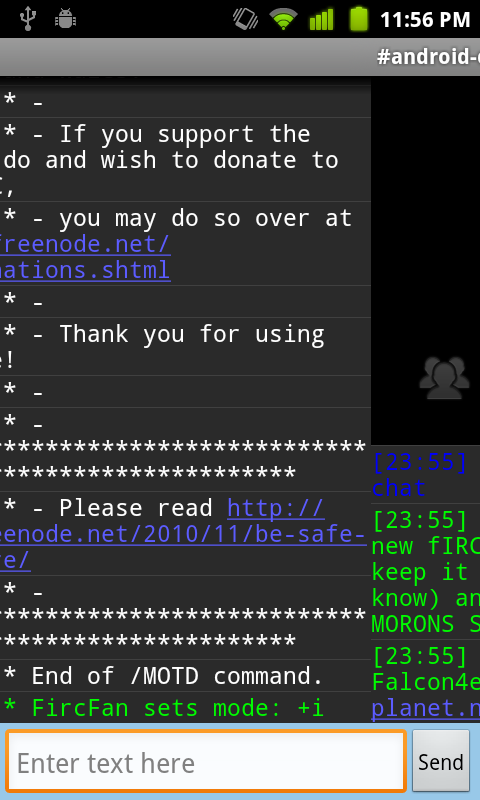 11:56 PM
#android-
* -
* - If you support the
do and wish to donate to
,
* - you may do so over at
freenode.net/
nations.shtml
* -
* - Thank you for using
e!
* -
* -
**************************
*********************
* - Please read http://
eenode.net/2010/11/be-safe-
re/
* -
**************************
*********************
* End of /MOTD command.
* FircFan sets mode: +i
[23:55]
chat
[23:55]
new fIRC
keep it
know) an
MORONS S
[23:55]
Falcon4e
planet.n
Enter text here
Send